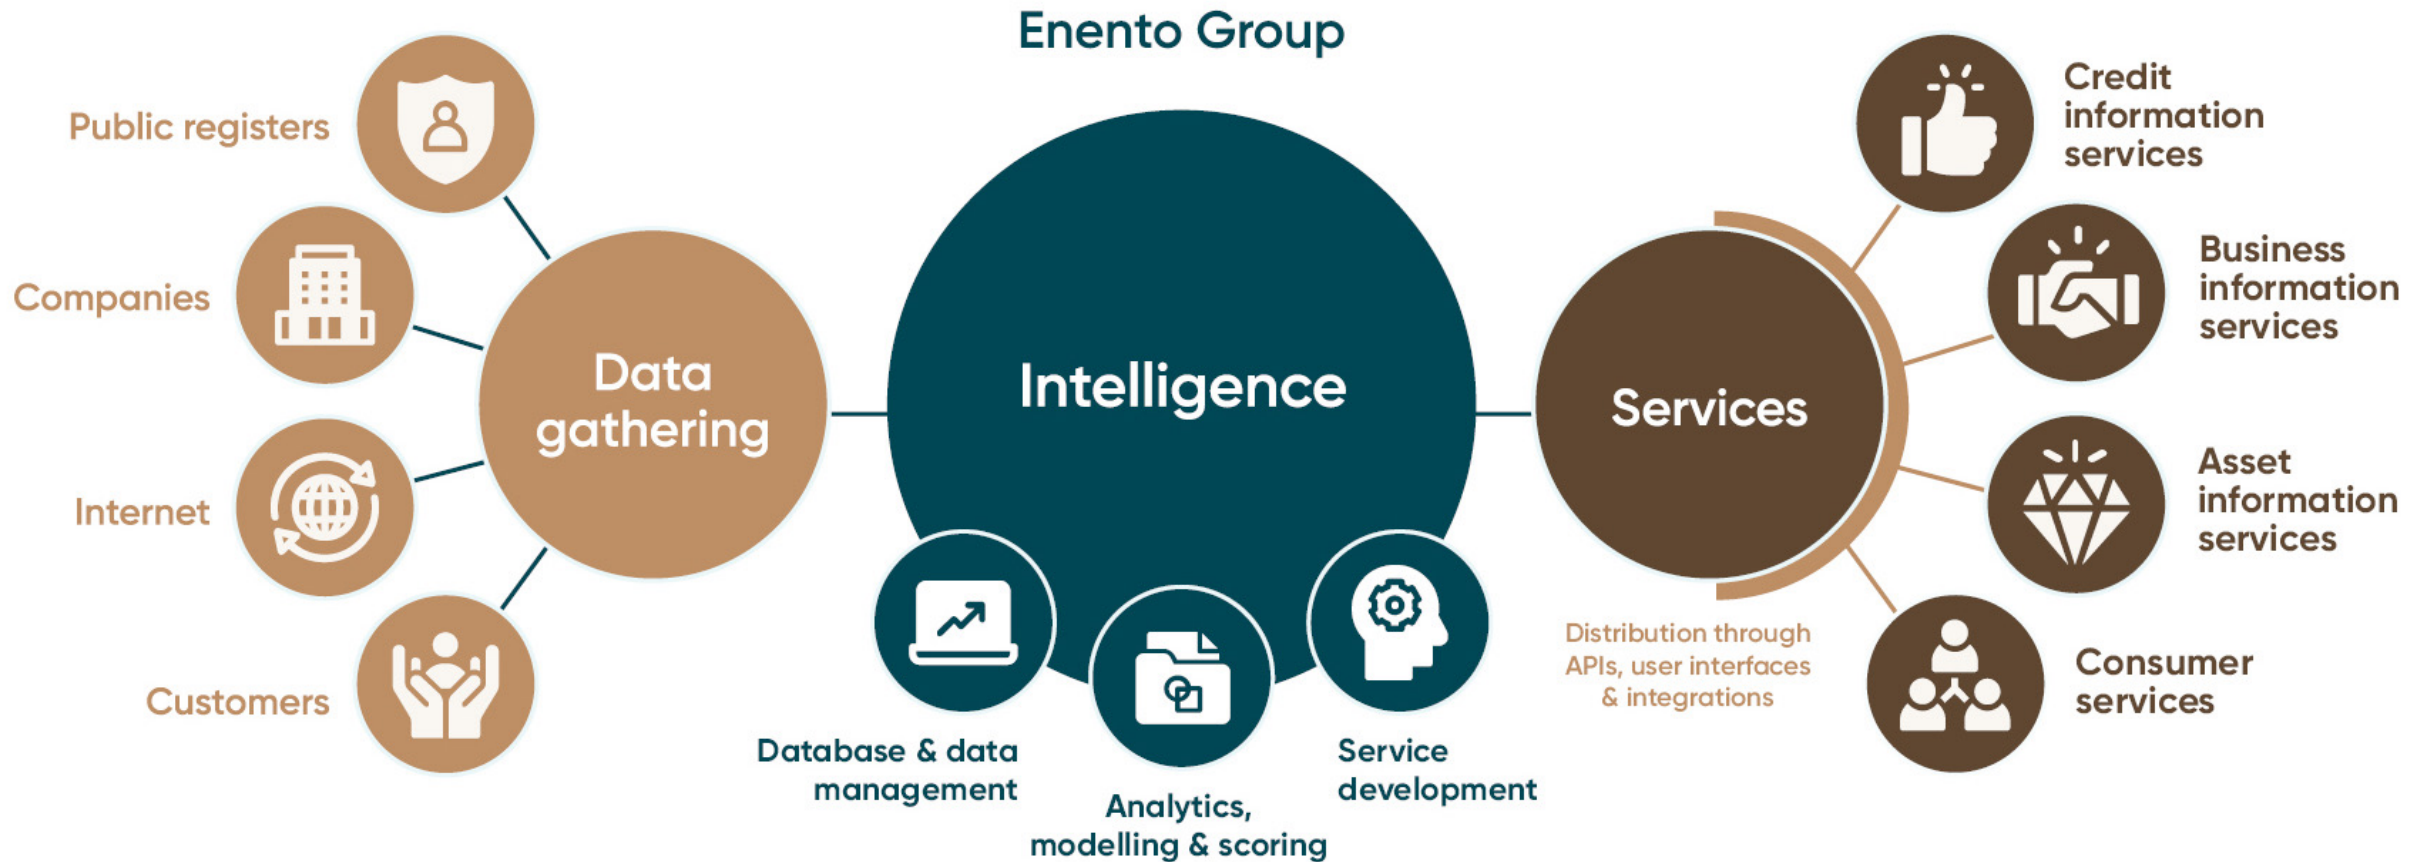 Enento Group
Public registers
Companies
Internet
Customers
Data
gathering
Intelligence
Database & data
management
Analytics,
modelling & scoring
Service
development
Services
Distribution through
APIs, user interfaces
& integrations
Credit
information
services
Business
information
services
Asset
information
services
Consumer
services